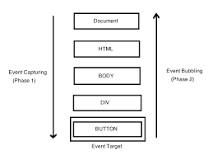 Document
HTML
Event Capturing
(Phase 1)
Event Bubbling
(Phase 2)
BODY
DIV
BUTTON
Event Target